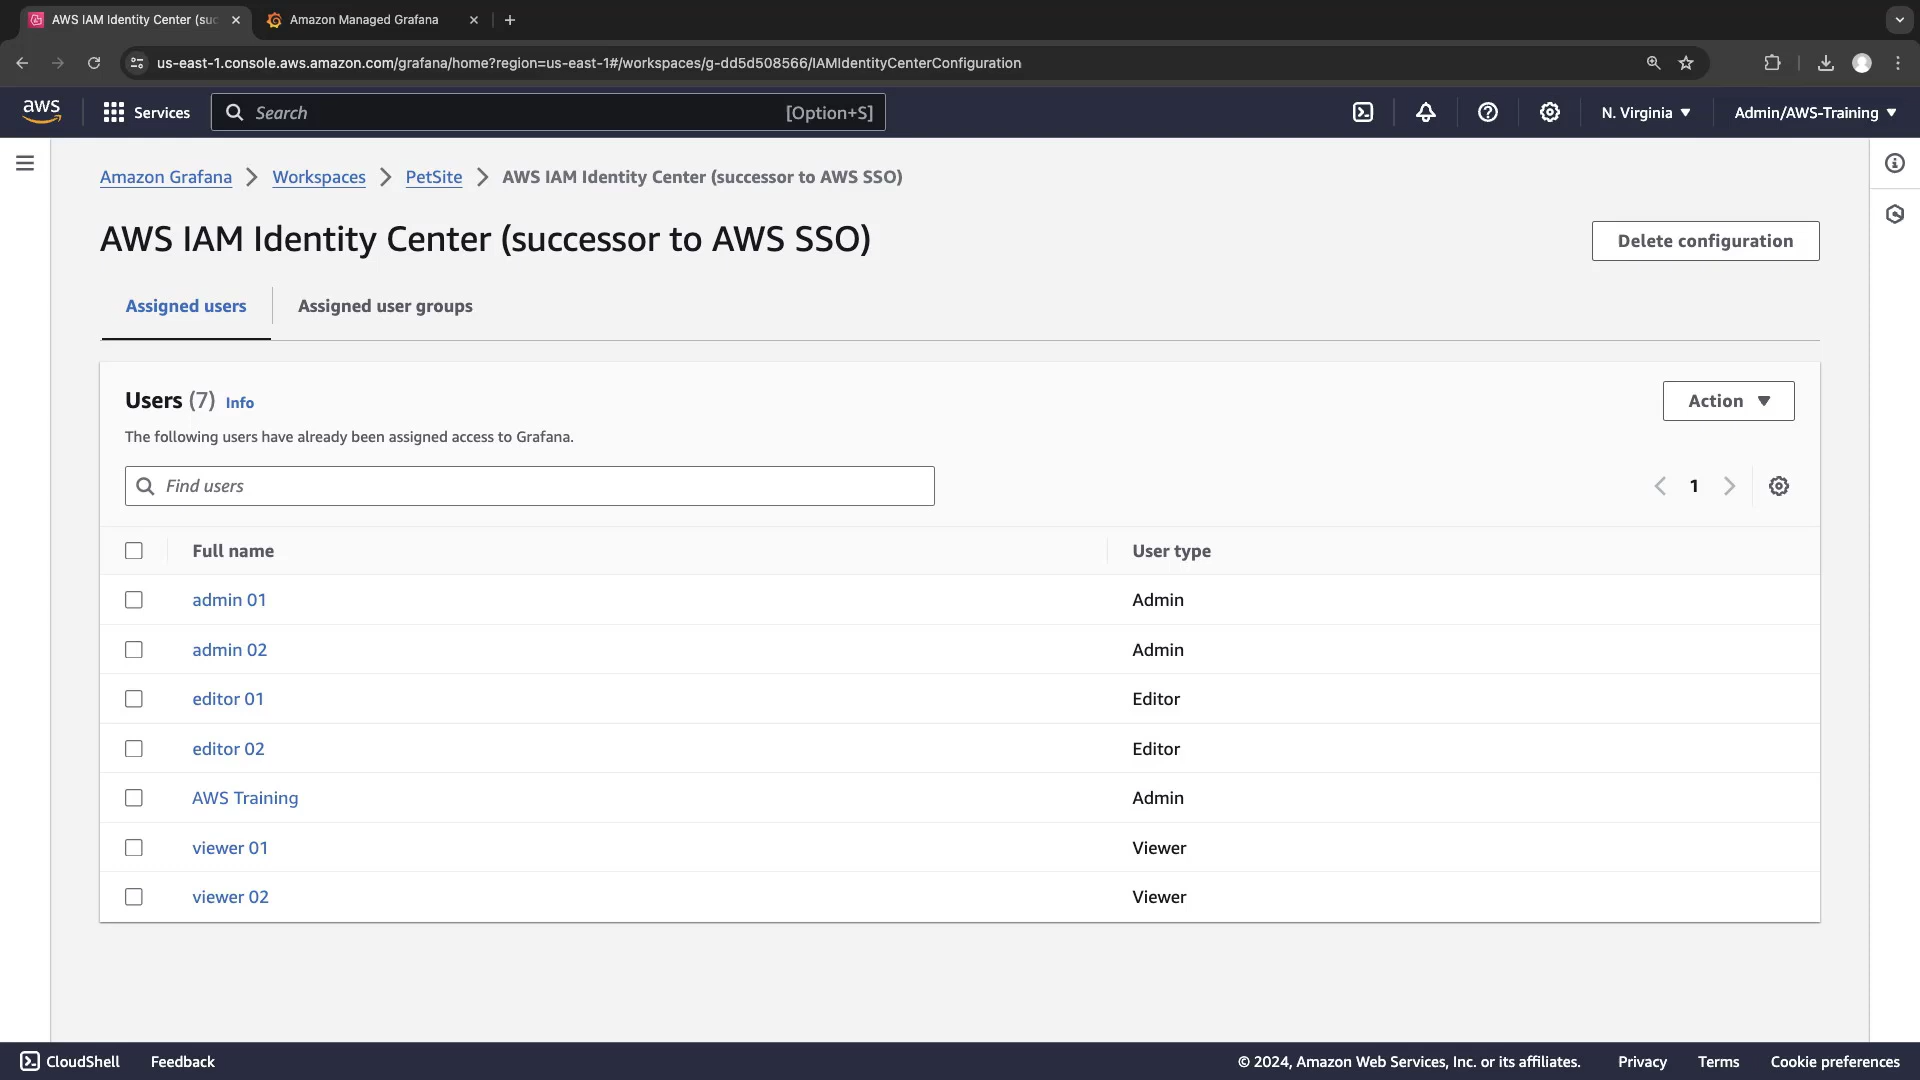 AWS IAM Identity Center (suc
Amazon Managed Grafana
us-east-1.console.aws.amazon.com/grafana/home?region=us-east-1#/workspaces/g-dd5d508566/IAMIdentityCenterConfiguration
aws
Services
Search
[Option+S]
N. Virginia
Admin/AWS-Training
Amazon Grafana
Workspaces
PetSite
AWS IAM Identity Center (successor to AWS SSO)
AWS IAM Identity Center (successor to AWS SSO)
Delete configuration
Assigned users
Assigned user groups
Users (7) Info
Action
The following users have already been assigned access to Grafana.
Find users
1
Full name User type
admin 01 Admin
admin 02 Admin
editor 01 Editor
editor 02 Editor
AWS Training Admin
viewer 01 Viewer
viewer 02 Viewer
CloudShell
Feedback
© 2024, Amazon Web Services, Inc. or its affiliates.
Privacy
Terms
Cookie preferences